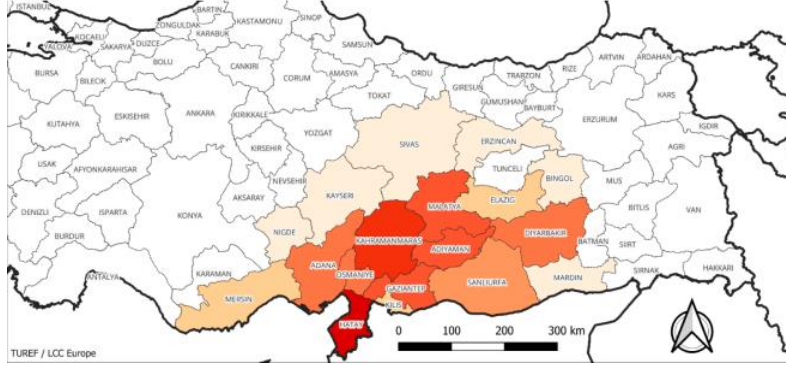 ISTANBUL
BARTIN
ZONGULDAK
KASTAMONU
SINOP
KARABUK
KOCAELI
YALOVA
SAKARYA
DUZCE
BOLU
CANKIRI
SAMSUN
AMASYA
CORUM
ORDU
GIRESUN
TRABZON
RIZE
ARTVIN
ARDAHAN
GUMUSHANE
BAYBURT
KARS
BURSA
BILECIK
TOKAT
ANKARA
KIRIKKALE
ESKISEHIR
KUTAHYA
YOZGAT
SIVAS
ERZINCAN
ERZURUM
IGDIR
AGRI
KIRSEHIR
USAK
AFYONKARAHISAR
NEVSEHIR
KAYSERI
TUNCELI
BINGOL
MUS
ELAZIG
MALATYA
AKSARAY
BITLIS
VAN
DENIZLI
ISPARTA
KONYA
NIGDE
DIYARBAKIR
BATMAN
SIIRT
BURDUR
KAHRAMANMARAS
ADIYAMAN
ADANA
OSMANIYE
KARAMAN
ANTALYA
MARDIN
SIRNAK
HAKKARI
GAZIANTEP
SANLIURFA
MERSIN
KILIS
HATAY
0 100 200 300 km
TUREF / LCC Europe